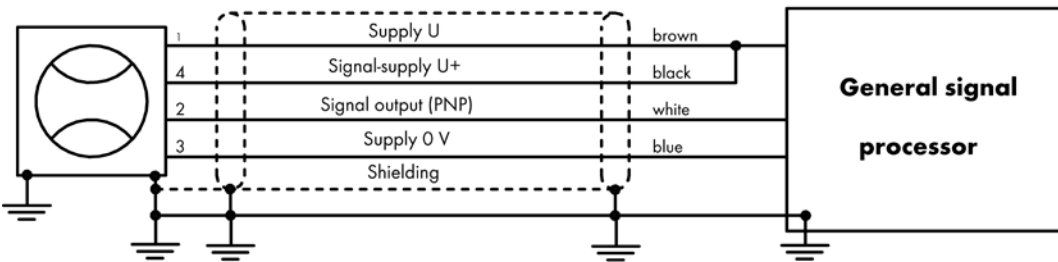 1 Supply U brown
4 Signal-supply U+ black
2 Signal output (PNP) white
3 Supply 0 V blue
Shielding
General signal
processor